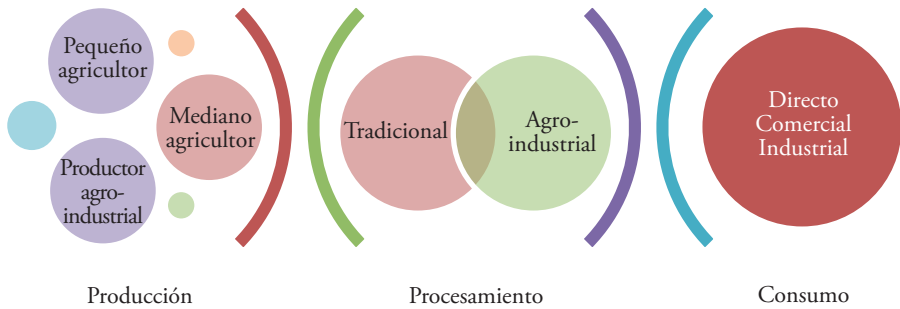 Pequeño
agricultor
Mediano
agricultor
Productor
agro-
industrial
Tradicional
Agro-
industrial
Directo
Comercial
Industrial
Producción
Procesamiento
Consumo